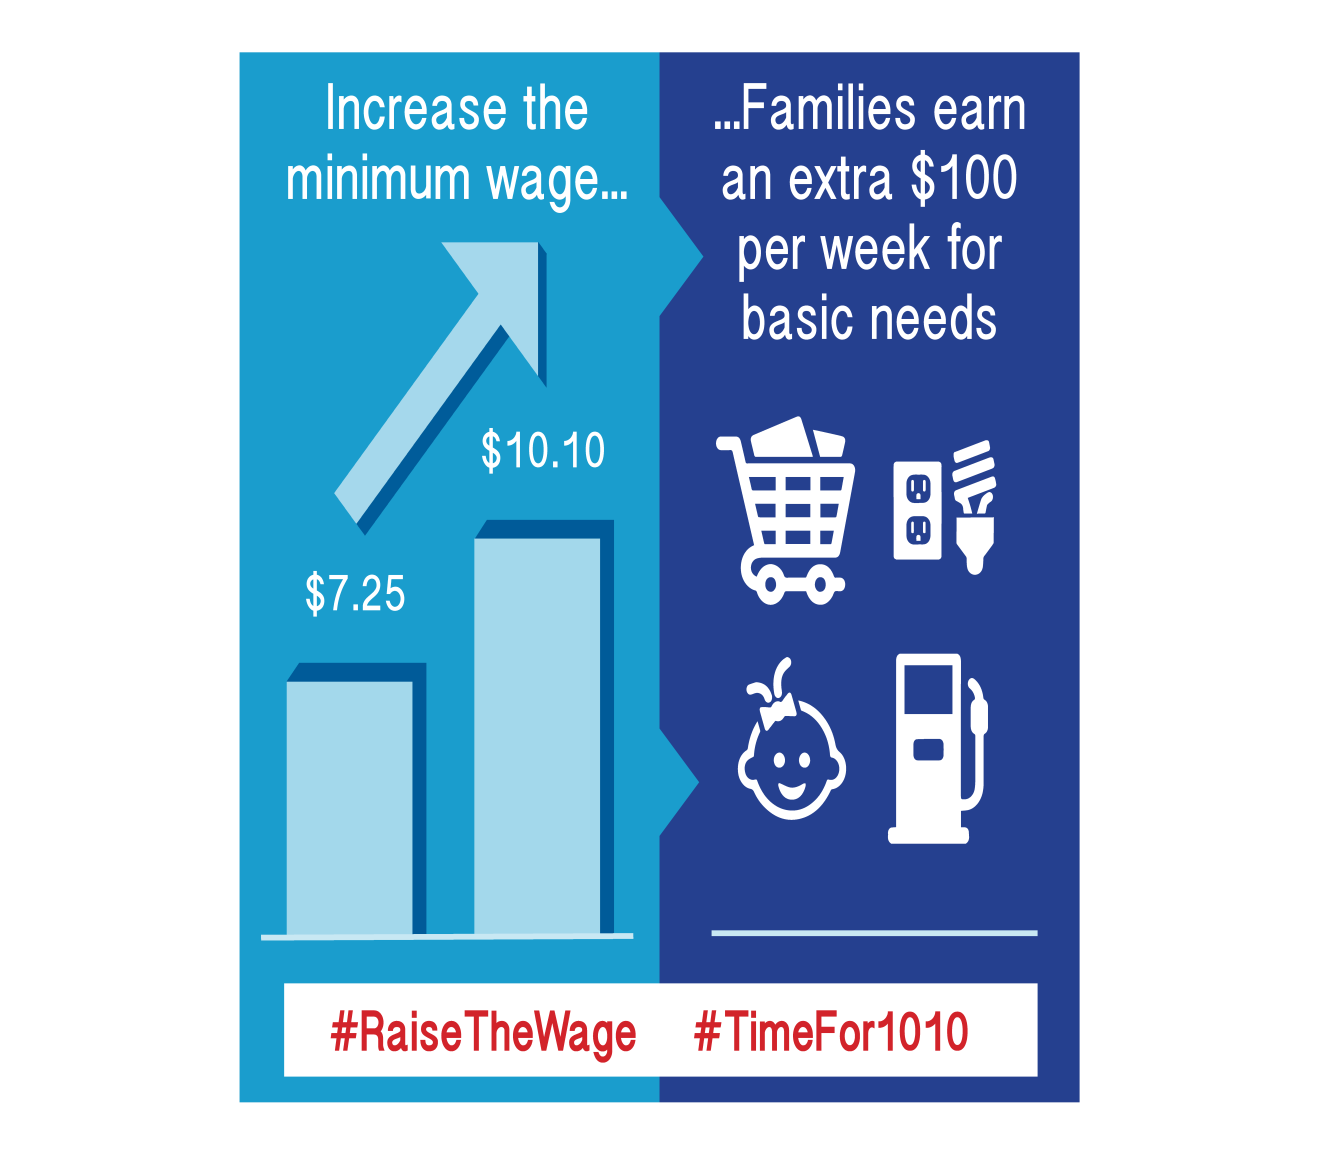 Increase the
minimum wage...
$10.10
$7.25
...Families earn
an extra $100
per week for
basic needs
#RaiseTheWage #TimeFor1010